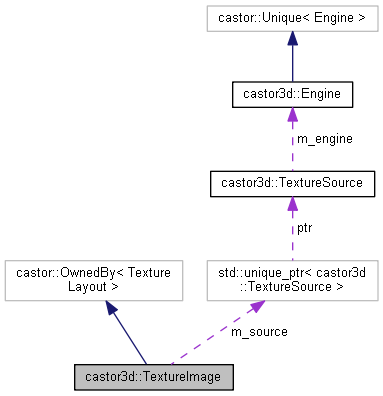 castor::Unique< Engine >
castor3d::Engine
m_engine
castor3d::TextureSource
ptr
castor::OwnedBy< Texture
Layout >
std::unique_ptr< castor3d
::TextureSource >
m_source
castor3d::TextureImage